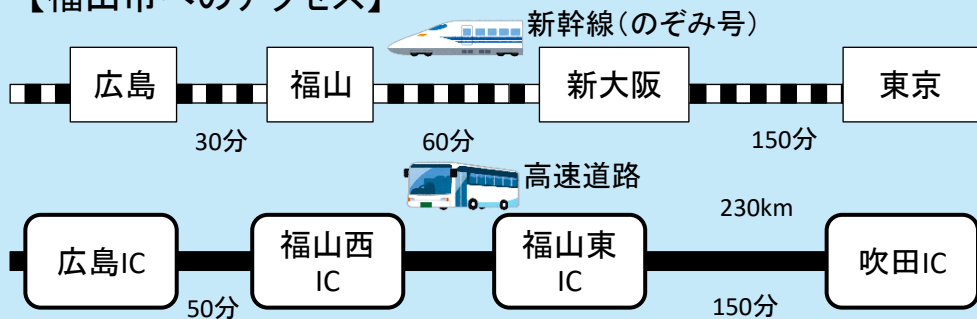 【福山市へのアクセス】
新幹線(のぞみ号)
広島
福山
新大阪
東京
30分
60分
150分
高速道路
230km
広島IC
福山西
IC
福山東
IC
吹田IC
50分
150分